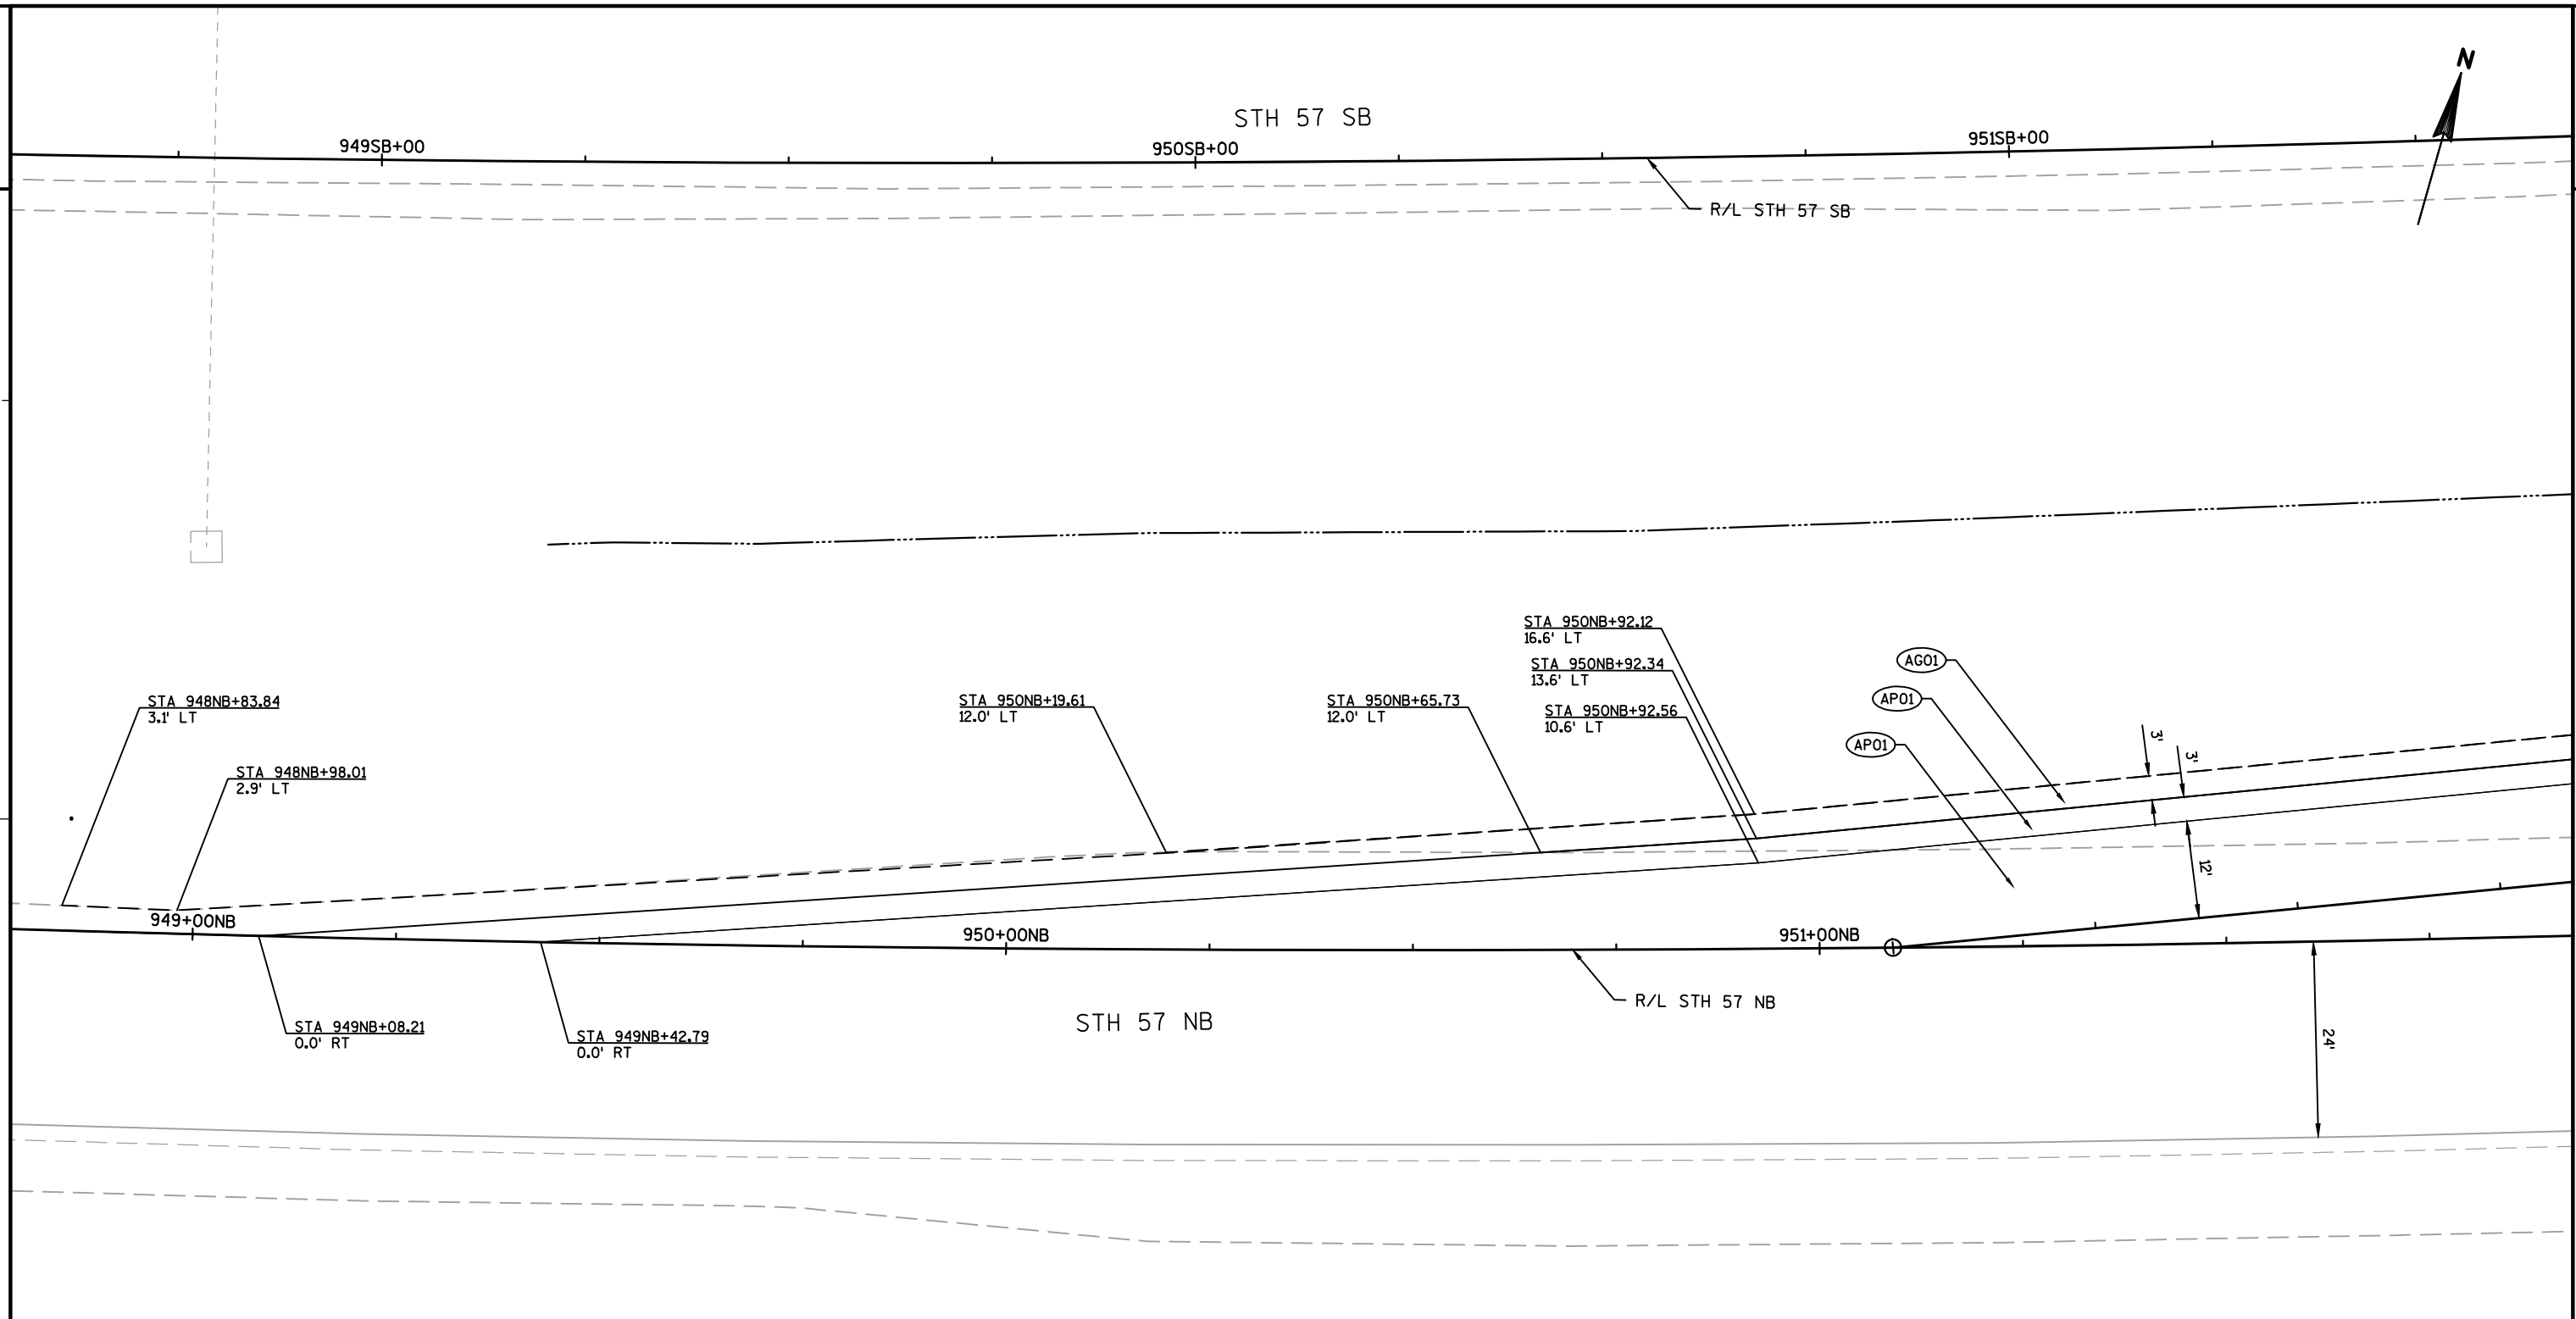 N
STH 57 SB
949SB+00
950SB+00
951SB+00
R/L STH 57 SB
STA 950NB+92.12
16.6' LT
STA 950NB+92.34
13.6' LT
STA 950NB+92.56
10.6' LT
AG01
AP01
AP01
STA 948NB+83.84
3.1' LT
STA 948NB+98.01
2.9' LT
STA 950NB+19.61
12.0' LT
STA 950NB+65.73
12.0' LT
3'
3'
12'
949+00NB
950+00NB
951+00NB
R/L STH 57 NB
STH 57 NB
STA 949NB+08.21
0.0' RT
STA 949NB+42.79
0.0' RT
24'